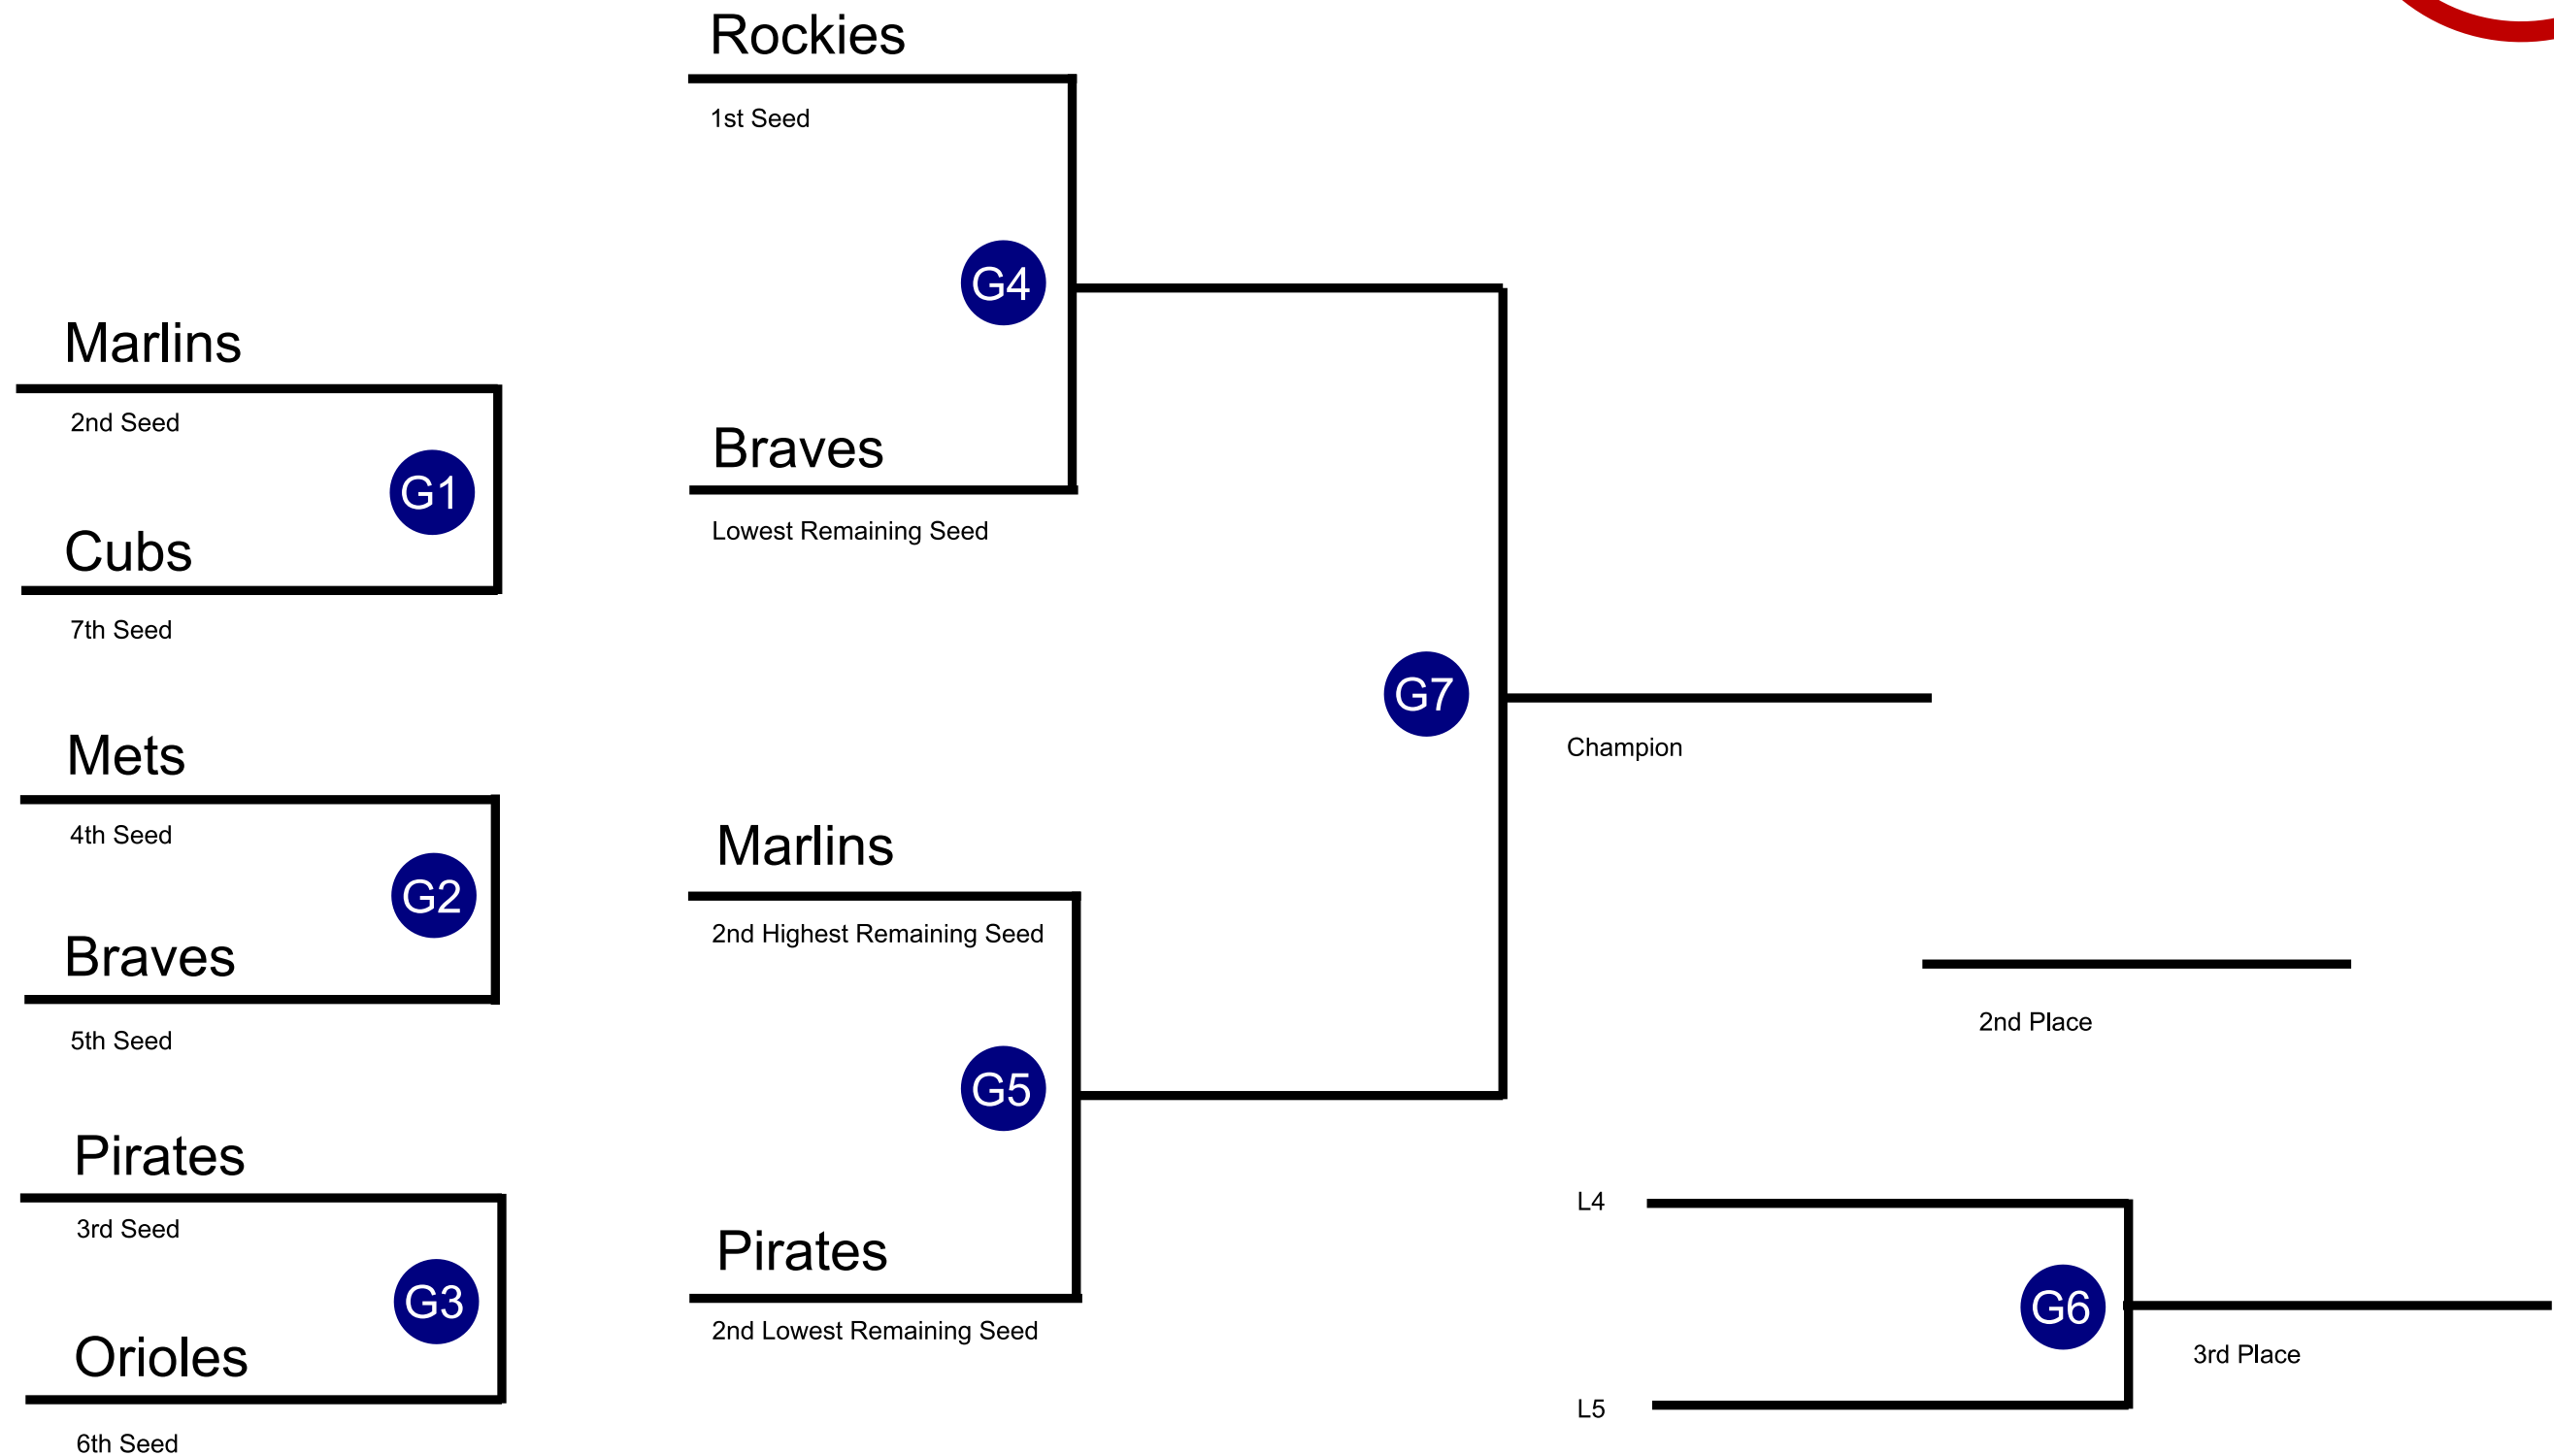 Rockies
1st Seed
G4
Braves
Lowest Remaining Seed
Marlins
2nd Seed
G1
Cubs
7th Seed
Mets
4th Seed
G2
Braves
5th Seed
Pirates
3rd Seed
G3
Orioles
6th Seed
Marlins
2nd Highest Remaining Seed
G5
Pirates
2nd Lowest Remaining Seed
G7
Champion
2nd Place
L4
G6
3rd Place
L5